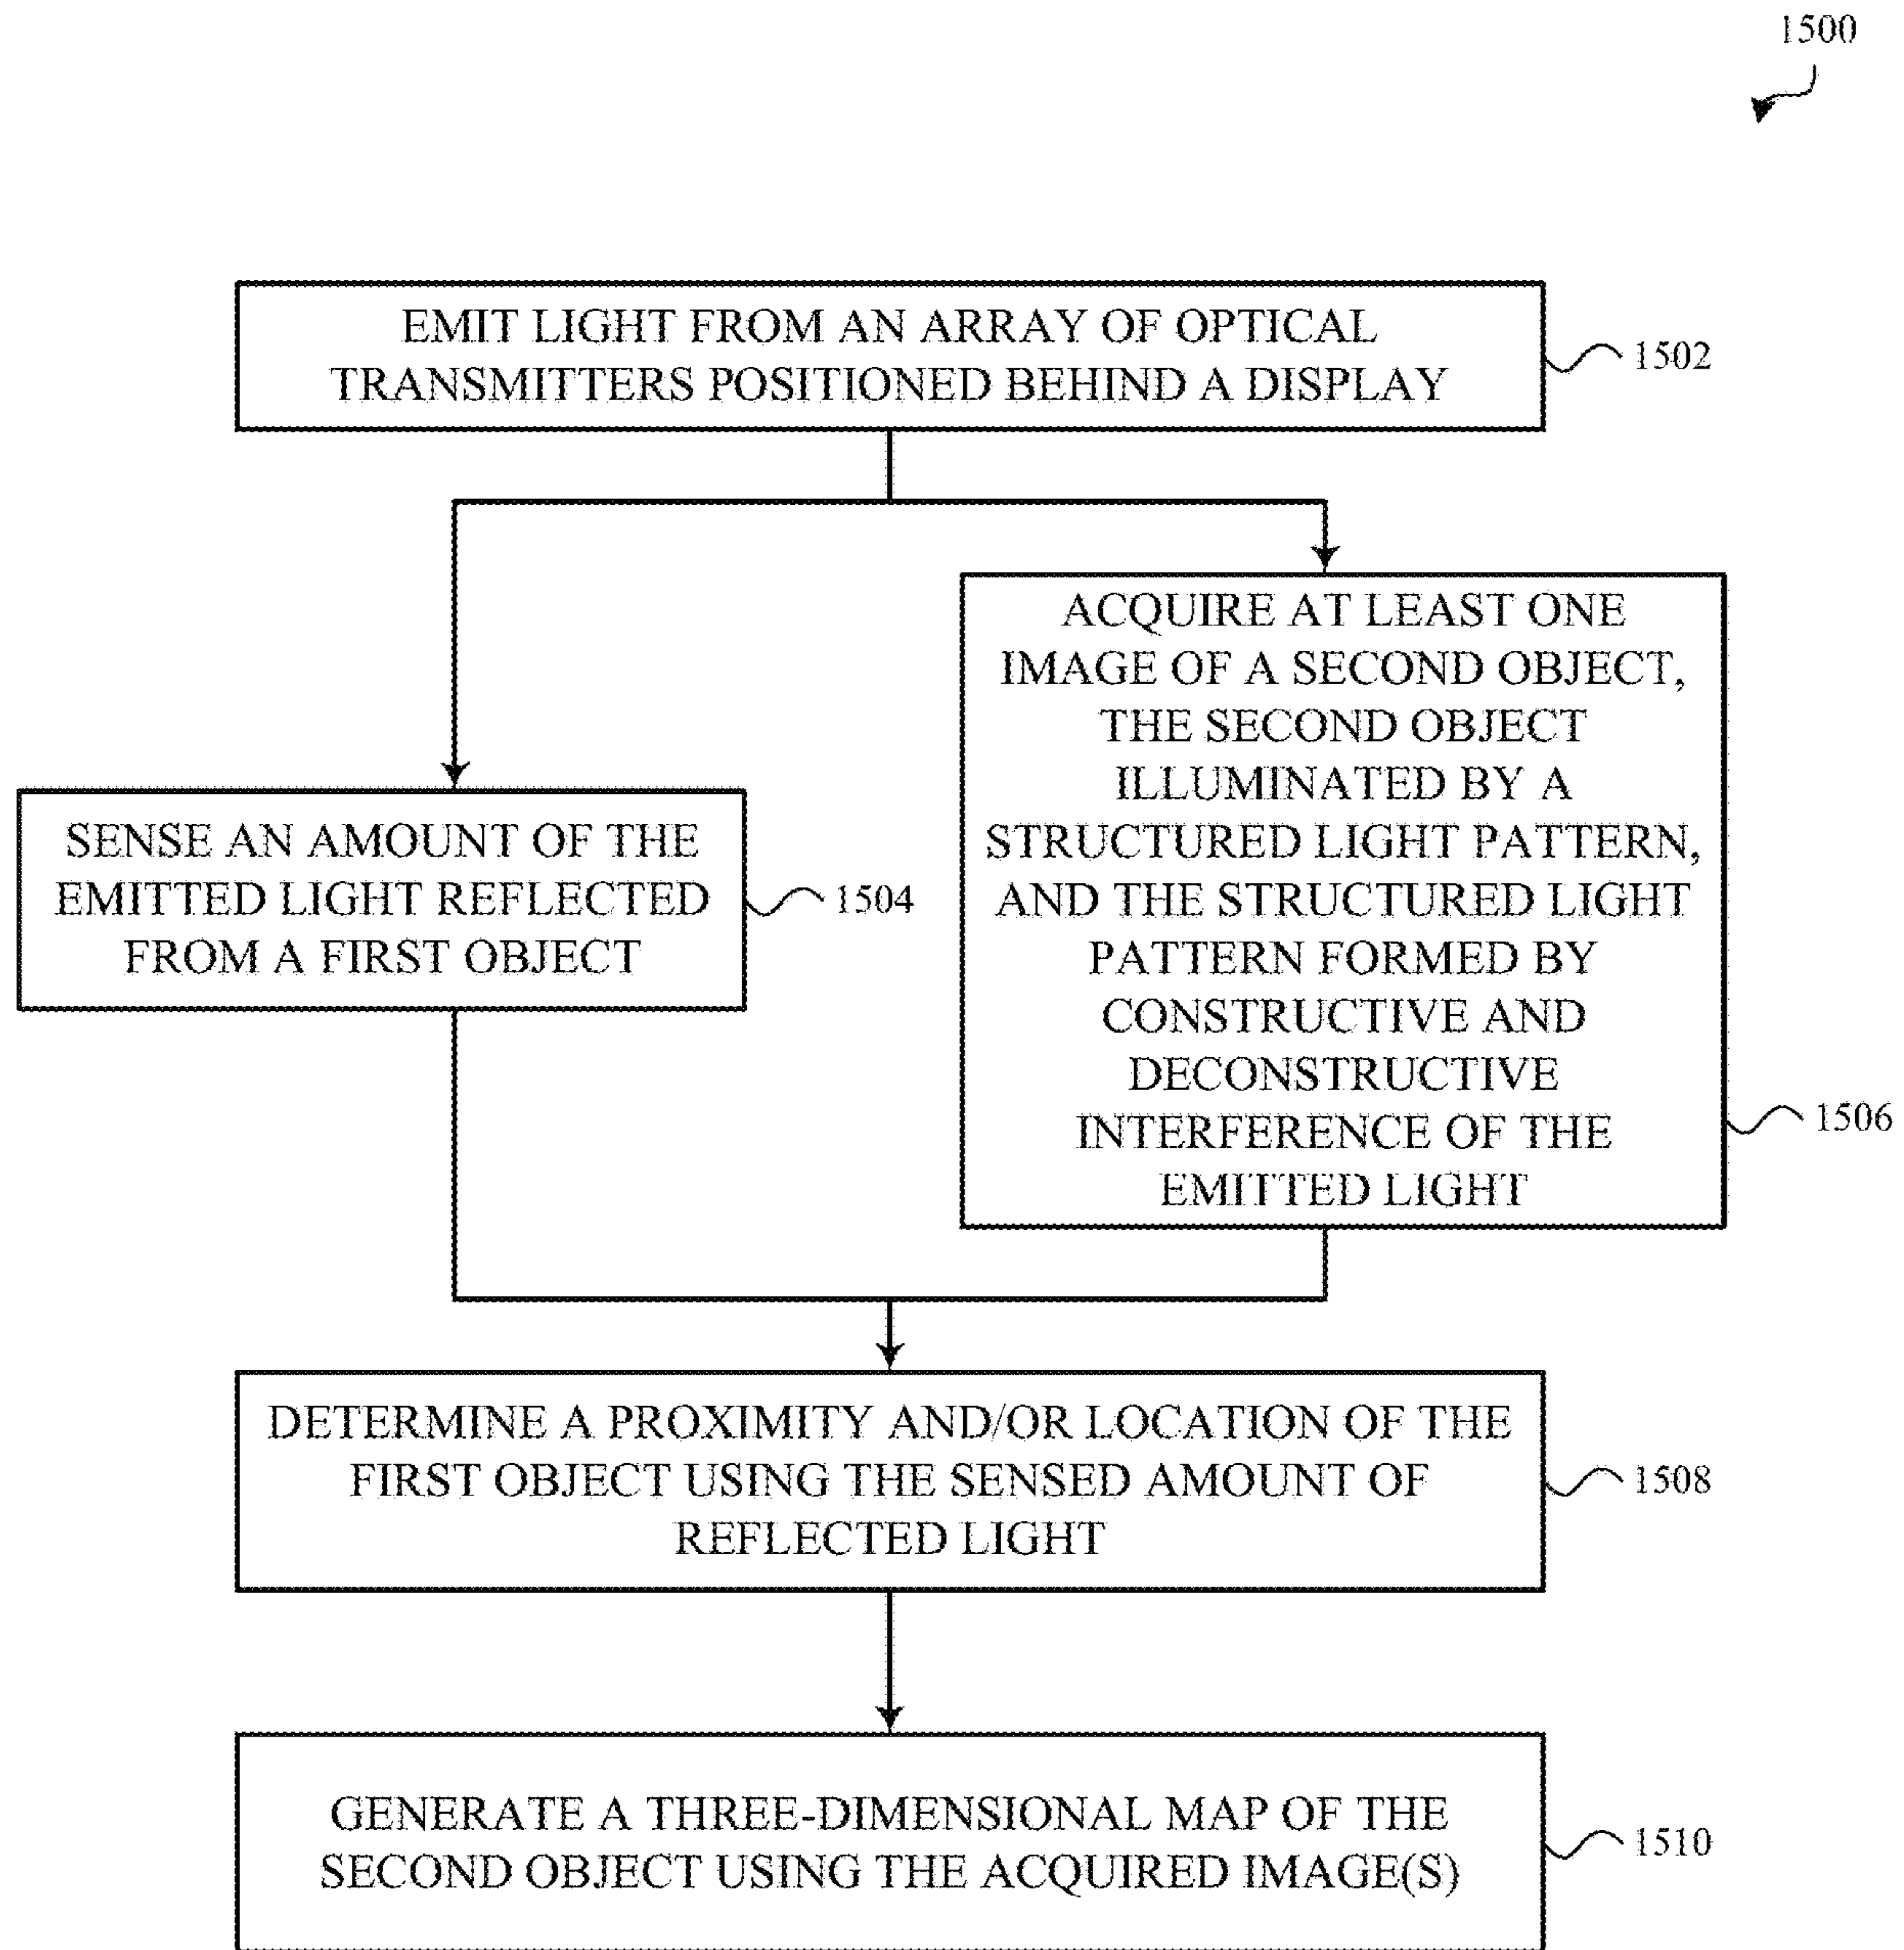 1500
EMIT LIGHT FROM AN ARRAY OF OPTICAL
TRANSMITTERS POSITIONED BEHIND A DISPLAY
1502
SENSE AN AMOUNT OF THE
EMITTED LIGHT REFLECTED
FROM A FIRST OBJECT
1504
ACQUIRE AT LEAST ONE
IMAGE OF A SECOND OBJECT,
THE SECOND OBJECT
ILLUMINATED BY A
STRUCTURED LIGHT PATTERN,
AND THE STRUCTURED LIGHT
PATTERN FORMED BY
CONSTRUCTIVE AND
DECONSTRUCTIVE
INTERFERENCE OF THE
EMITTED LIGHT
1506
DETERMINE A PROXIMITY AND/OR LOCATION OF THE
FIRST OBJECT USING THE SENSED AMOUNT OF
REFLECTED LIGHT
1508
GENERATE A THREE-DIMENSIONAL MAP OF THE
SECOND OBJECT USING THE ACQUIRED IMAGE(S)
1510